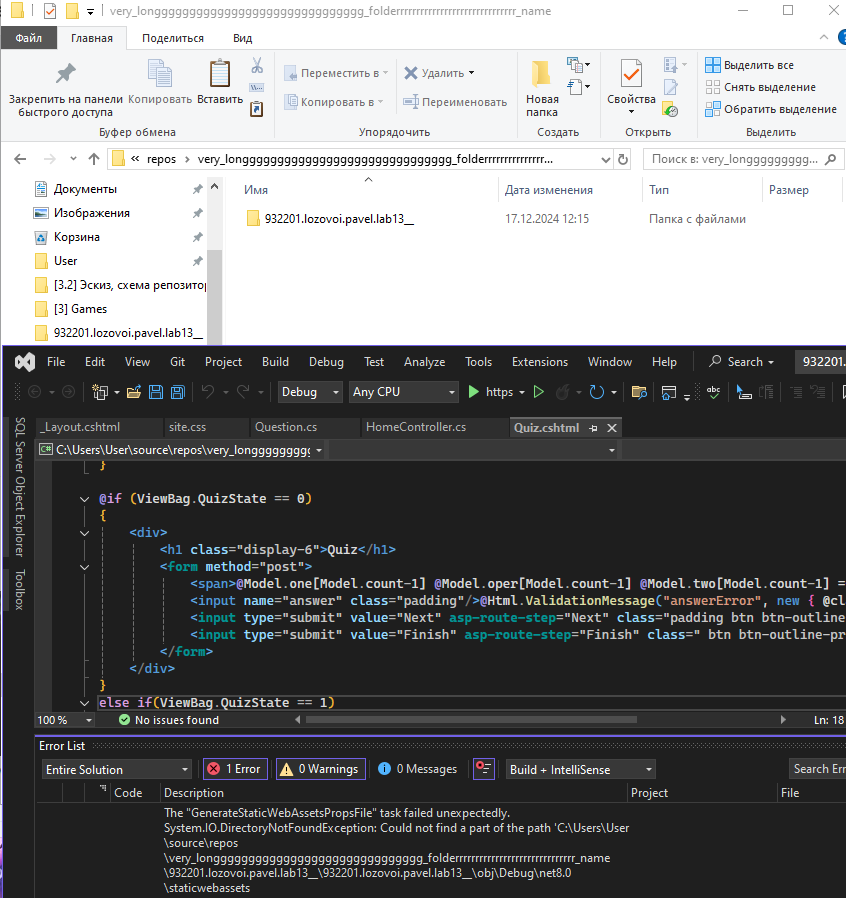 very_longggggggggggggggggggggggggggggggg_folderrrrrrrrrrrrrrrrrrrrrrrrrrrrrr_name
Файл Главная Поделиться Вид
Закрепить на панели быстрого доступа
Копировать
Вставить
Переместить в
Копировать в
Удалить
Переименовать
Новая папка
Свойства
Выделить все
Снять выделение
Обратить выделение
Буфер обмена Упорядочить Создать Открыть Выделить
« repos › very_longggggggggggggggggggggggggggggggg_folderrrrrrrrrrrrrrr...
Поиск в: very_longgggggggg...
Документы
Изображения
Корзина
User
[3.2] Эскиз, схема репозитор
[3] Games
932201.lozovoi.pavel.lab13__
Имя Дата изменения Тип Размер
932201.lozovoi.pavel.lab13__ 17.12.2024 12:15 Папка с файлами
File Edit View Git Project Build Debug Test Analyze Tools Extensions Window Help Search 932201.
Debug Any CPU https
SQL Server Object Explorer
Toolbox
_Layout.cshtml site.css Question.cs HomeController.cs Quiz.cshtml
C# C:\Users\User\source\repos\very_longgggggggg
}
@if (ViewBag.QuizState == 0)
{
<div>
<h1 class="display-6">Quiz</h1>
<form method="post">
<span>@Model.one[Model.count-1] @Model.oper[Model.count-1] @Model.two[Model.count-1] =
<input name="answer" class="padding"/>@Html.ValidationMessage("answerError", new { @cl
<input type="submit" value="Next" asp-route-step="Next" class="padding btn btn-outline-
<input type="submit" value="Finish" asp-route-step="Finish" class=" btn btn-outline-pr
</form>
</div>
}
else if(ViewBag.QuizState == 1)
100 % No issues found Ln: 18
Error List
Entire Solution 1 Error 0 Warnings 0 Messages Build + IntelliSense Search Err
Code Description Project File
The "GenerateStaticWebAssetsPropsFile" task failed unexpectedly.
System.IO.DirectoryNotFoundException: Could not find a part of the path 'C:\Users\User
\source\repos
\very_longggggggggggggggggggggggggggggggg_folderrrrrrrrrrrrrrrrrrrrrrrrrrrrrr_name
\932201.lozovoi.pavel.lab13__\932201.lozovoi.pavel.lab13__\obj\Debug\net8.0
\staticwebassets